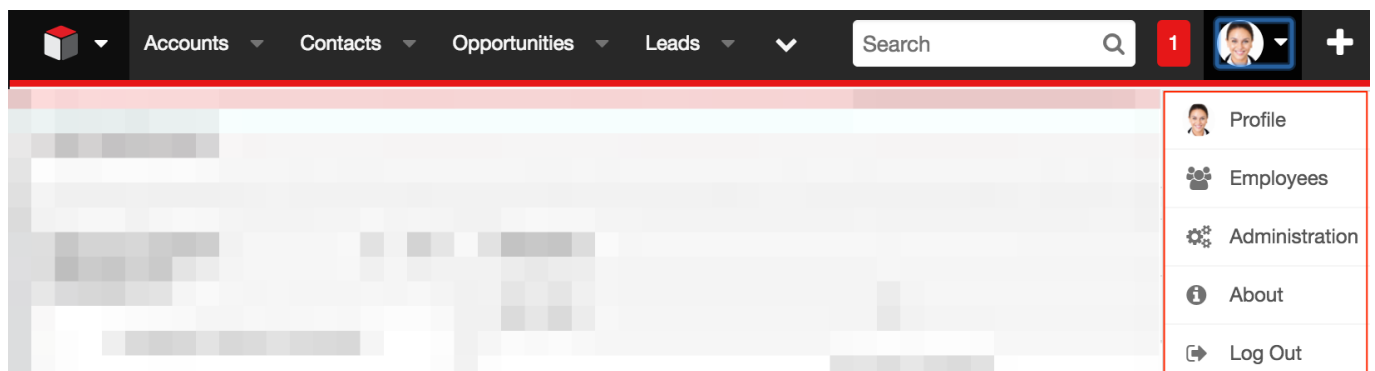 Accounts Contacts Opportunities Leads Search 1
Profile
Employees
Administration
About
Log Out